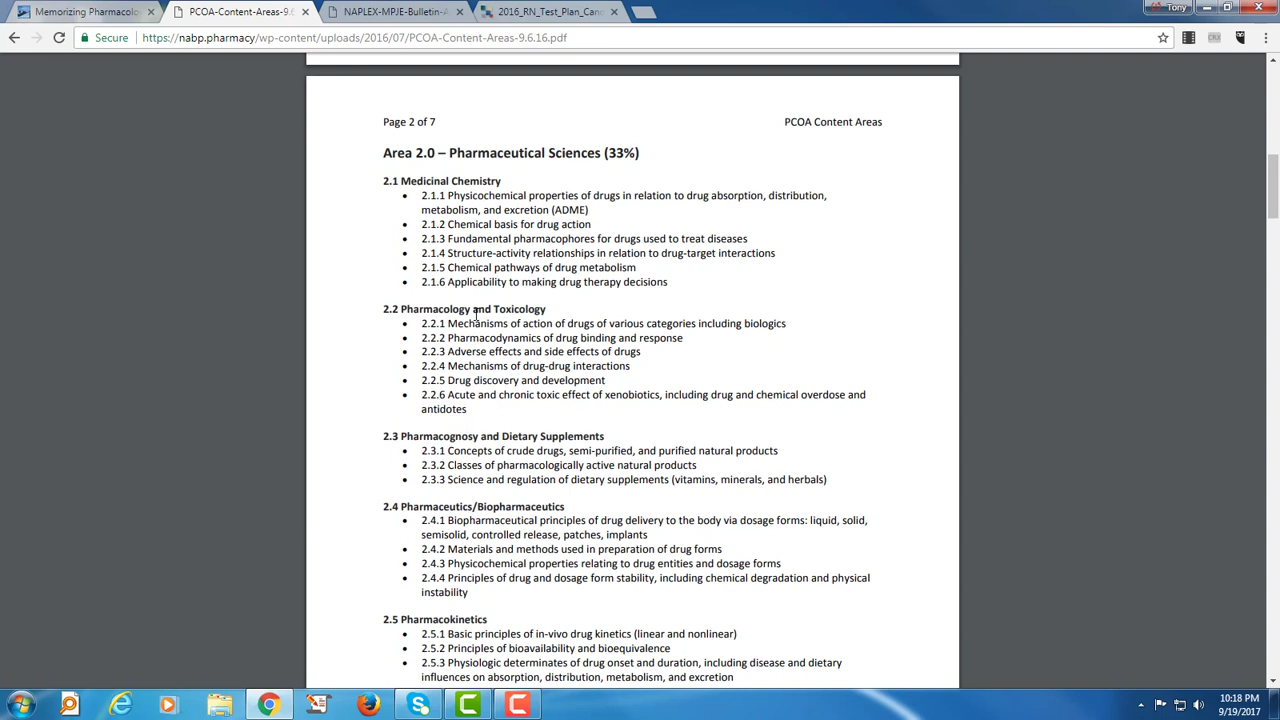 Memorizing Pharmacolo
PCOA-Content-Areas-9.6
NAPLEX-MPJE-Bulletin-A
2016_RN_Test_Plan_Can
Tony
Secure
https://nabp.pharmacy/wp-content/uploads/2016/07/PCOA-Content-Areas-9.6.16.pdf
Page 2 of 7
PCOA Content Areas
Area 2.0 – Pharmaceutical Sciences (33%)
2.1 Medicinal Chemistry
• 2.1.1 Physicochemical properties of drugs in relation to drug absorption, distribution,
metabolism, and excretion (ADME)
• 2.1.2 Chemical basis for drug action
• 2.1.3 Fundamental pharmacophores for drugs used to treat diseases
• 2.1.4 Structure-activity relationships in relation to drug-target interactions
• 2.1.5 Chemical pathways of drug metabolism
• 2.1.6 Applicability to making drug therapy decisions
2.2 Pharmacology and Toxicology
• 2.2.1 Mechanisms of action of drugs of various categories including biologics
• 2.2.2 Pharmacodynamics of drug binding and response
• 2.2.3 Adverse effects and side effects of drugs
• 2.2.4 Mechanisms of drug-drug interactions
• 2.2.5 Drug discovery and development
• 2.2.6 Acute and chronic toxic effect of xenobiotics, including drug and chemical overdose and
antidotes
2.3 Pharmacognosy and Dietary Supplements
• 2.3.1 Concepts of crude drugs, semi-purified, and purified natural products
• 2.3.2 Classes of pharmacologically active natural products
• 2.3.3 Science and regulation of dietary supplements (vitamins, minerals, and herbals)
2.4 Pharmaceutics/Biopharmaceutics
• 2.4.1 Biopharmaceutical principles of drug delivery to the body via dosage forms: liquid, solid,
semisolid, controlled release, patches, implants
• 2.4.2 Materials and methods used in preparation of drug forms
• 2.4.3 Physicochemical properties relating to drug entities and dosage forms
• 2.4.4 Principles of drug and dosage form stability, including chemical degradation and physical
instability
2.5 Pharmacokinetics
• 2.5.1 Basic principles of in-vivo drug kinetics (linear and nonlinear)
• 2.5.2 Principles of bioavailability and bioequivalence
• 2.5.3 Physiologic determinates of drug onset and duration, including disease and dietary
influences on absorption, distribution, metabolism, and excretion
10:18 PM
9/19/2017